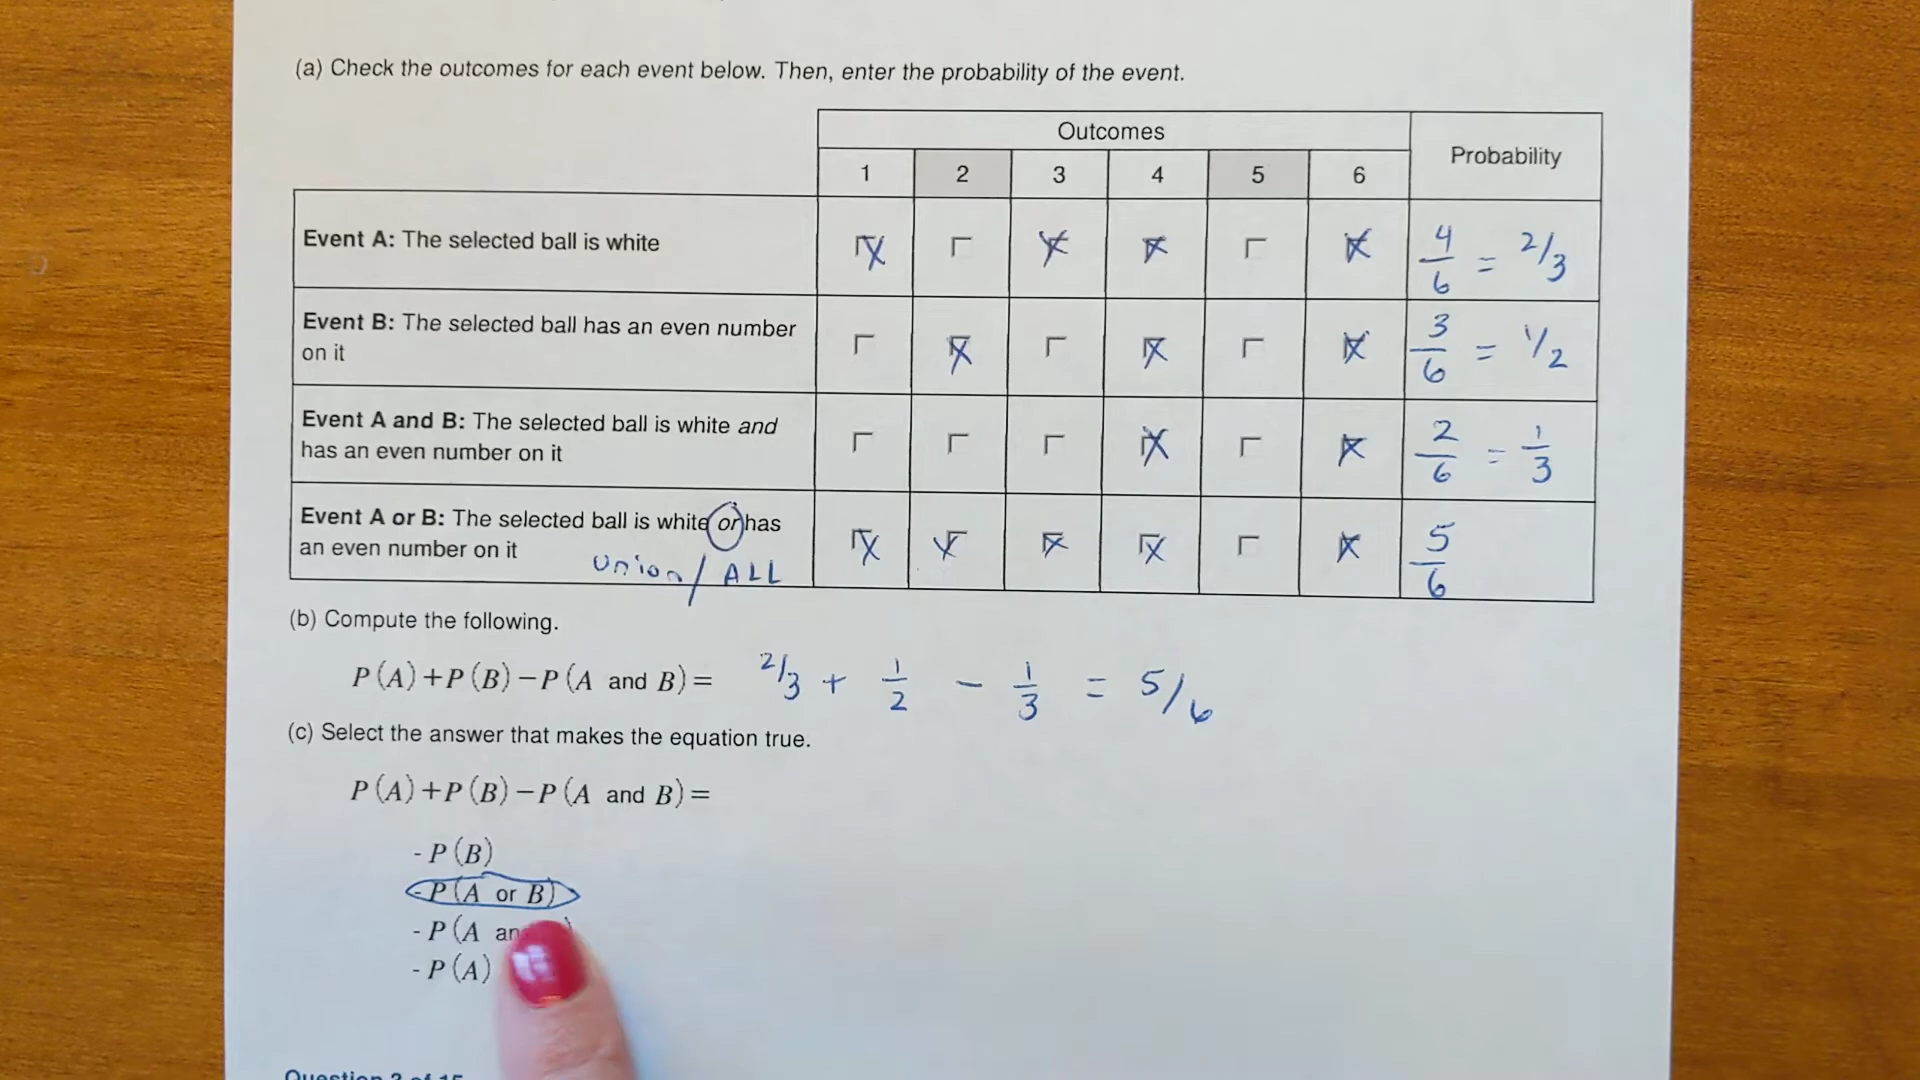 (a) Check the outcomes for each event below. Then, enter the probability of the event.
Outcomes
Probability
1 2 3 4 5 6
Event A: The selected ball is white
4/6 = 2/3
Event B: The selected ball has an even number
on it
3/6 = 1/2
Event A and B: The selected ball is white and
has an even number on it
2/6 = 1/3
Event A or B: The selected ball is white or has
an even number on it
union/ALL
5/6
(b) Compute the following.
P(A)+P(B)−P(A and B)= 2/3 + 1/2 − 1/3 = 5/6
(c) Select the answer that makes the equation true.
P(A)+P(B)−P(A and B)=
- P(B)
- P(A or B)
- P(A
- P(A)
Question 2 of 15